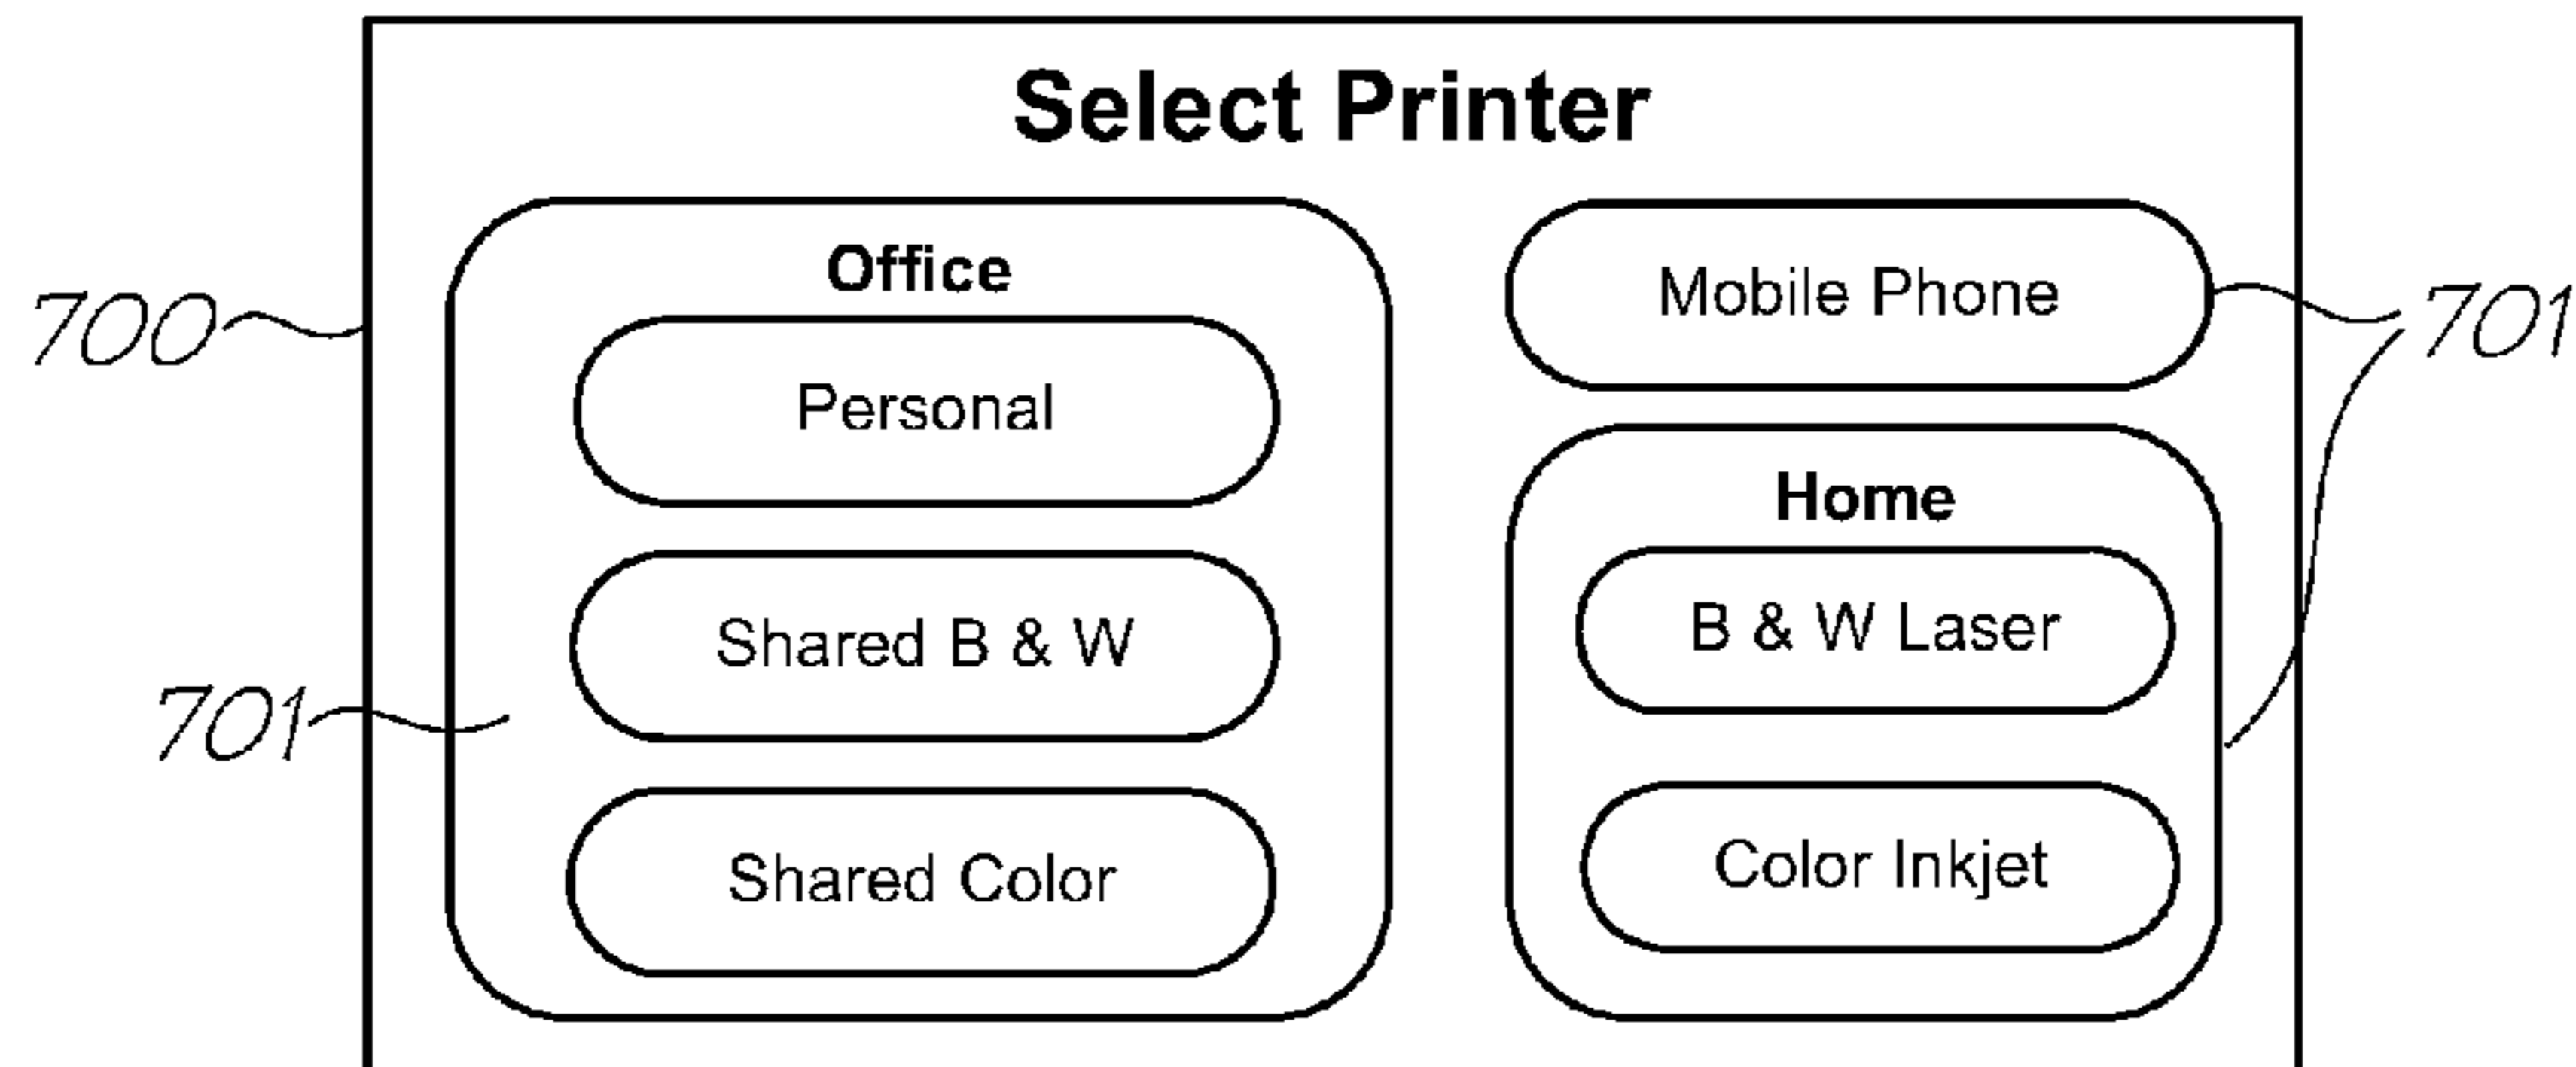 Select Printer
700
701
Office
Personal
Shared B & W
Shared Color
Mobile Phone
701
Home
B & W Laser
Color Inkjet